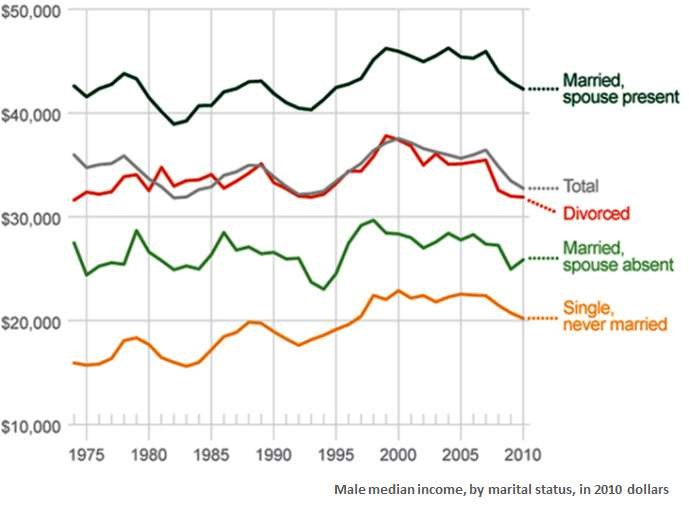 $50,000
$40,000
$30,000
$20,000
$10,000
Married,
spouse present
Total
Divorced
Married,
spouse absent
Single,
never married
1975 1980 1985 1990 1995 2000 2005 2010
Male median income, by marital status, in 2010 dollars